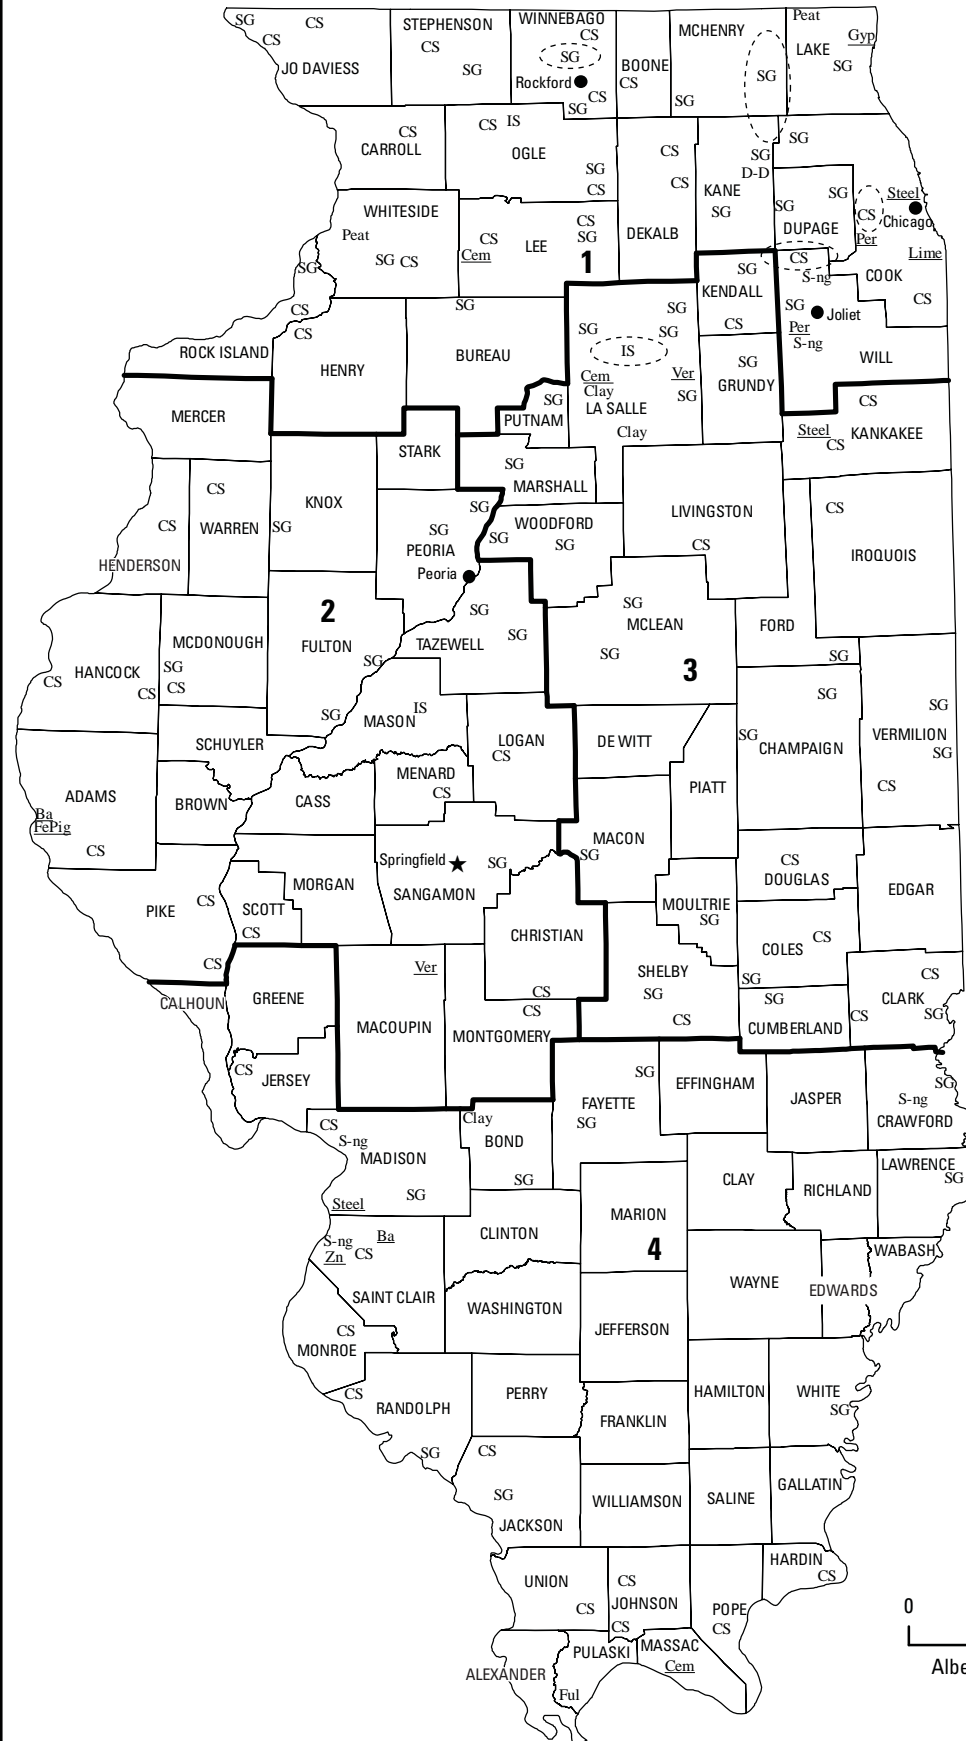 SG
CS
CS
JO DAVIESS
STEPHENSON
CS
SG
WINNEBAGO
CS
SG
Rockford
CS
SG
BOONE
CS
MCHENRY
SG
SG
Peat
LAKE
Gyp
SG
CS
CARROLL
CS
IS
OGLE
SG
CS
CS
CS
DEKALB
SG
D-D
KANE
SG
SG
SG
SG
DUPAGE
CS
Steel
Chicago
Per
Lime
COOK
CS
WHITESIDE
Peat
SG
CS
CS
Cem
LEE
CS
SG
1
SG
CS
ROCK ISLAND
CS
HENRY
SG
BUREAU
SG
KENDALL
CS
CS
S-ng
SG
Joliet
Per
S-ng
WILL
SG
SG
SG
IS
Cem
Clay
LA SALLE
Ver
SG
Clay
SG
GRUNDY
MERCER
STARK
SG
PUTNAM
SG
MARSHALL
CS
Steel
CS
KANKAKEE
CS
WARREN
CS
HENDERSON
KNOX
SG
SG
SG
PEORIA
Peoria
SG
WOODFORD
SG
LIVINGSTON
CS
CS
IROQUOIS
2
FULTON
SG
SG
SG
SG
TAZEWELL
SG
MCLEAN
SG
3
FORD
SG
HANCOCK
CS
CS
MCDONOUGH
SG
CS
SCHUYLER
MASON
IS
LOGAN
CS
DE WITT
PIATT
SG
SG
CHAMPAIGN
SG
VERMILION
SG
CS
ADAMS
Ba
FePig
CS
BROWN
CASS
MENARD
CS
MACON
SG
Springfield
SG
SANGAMON
CS
DOUGLAS
EDGAR
PIKE
CS
CS
SCOTT
CS
MORGAN
CHRISTIAN
CS
MOULTRIE
SG
COLES
CS
SG
SHELBY
SG
CS
SG
CUMBERLAND
CS
CLARK
CS
SG
CALHOUN
GREENE
Ver
MACOUPIN
CS
MONTGOMERY
CS
JERSEY
SG
FAYETTE
SG
EFFINGHAM
JASPER
SG
S-ng
CRAWFORD
CS
S-ng
MADISON
Steel
SG
Clay
BOND
SG
CLAY
RICHLAND
LAWRENCE
SG
MARION
4
CLINTON
S-ng
Zn
CS
Ba
SAINT CLAIR
WASHINGTON
WAYNE
EDWARDS
WABASH
JEFFERSON
CS
MONROE
CS
RANDOLPH
SG
PERRY
FRANKLIN
HAMILTON
WHITE
SG
CS
SG
JACKSON
WILLIAMSON
SALINE
GALLATIN
UNION
CS
CS
JOHNSON
CS
POPE
CS
HARDIN
CS
ALEXANDER
PULASKI
Ful
MASSAC
Cem
0
Albe